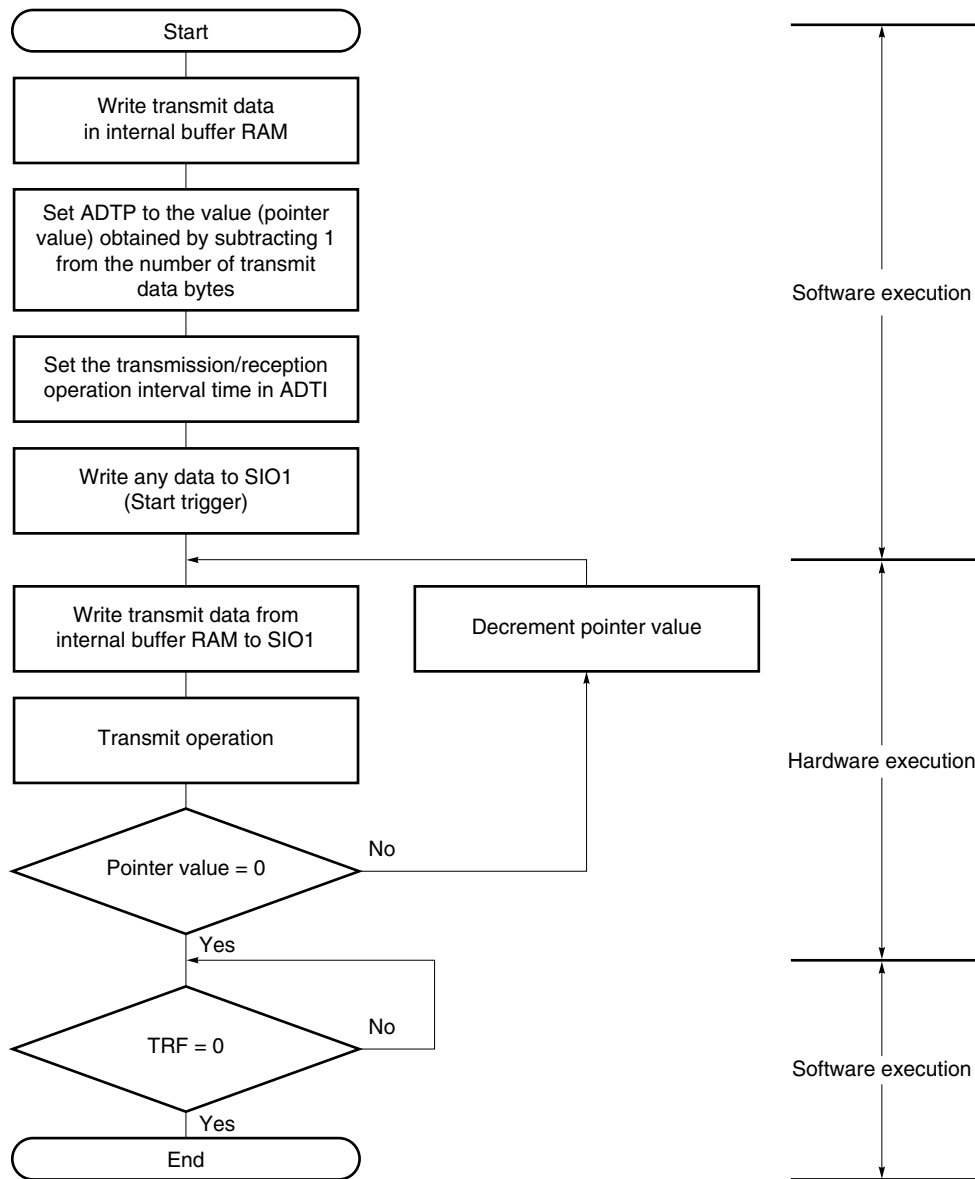 Start
Write transmit data
in internal buffer RAM
Set ADTP to the value (pointer
value) obtained by subtracting 1
from the number of transmit
data bytes
Software execution
Set the transmission/reception
operation interval time in ADTI
Write any data to SIO1
(Start trigger)
Write transmit data from
internal buffer RAM to SIO1
Decrement pointer value
Transmit operation
Hardware execution
Pointer value = 0
No
Yes
TRF = 0
No
Software execution
Yes
End